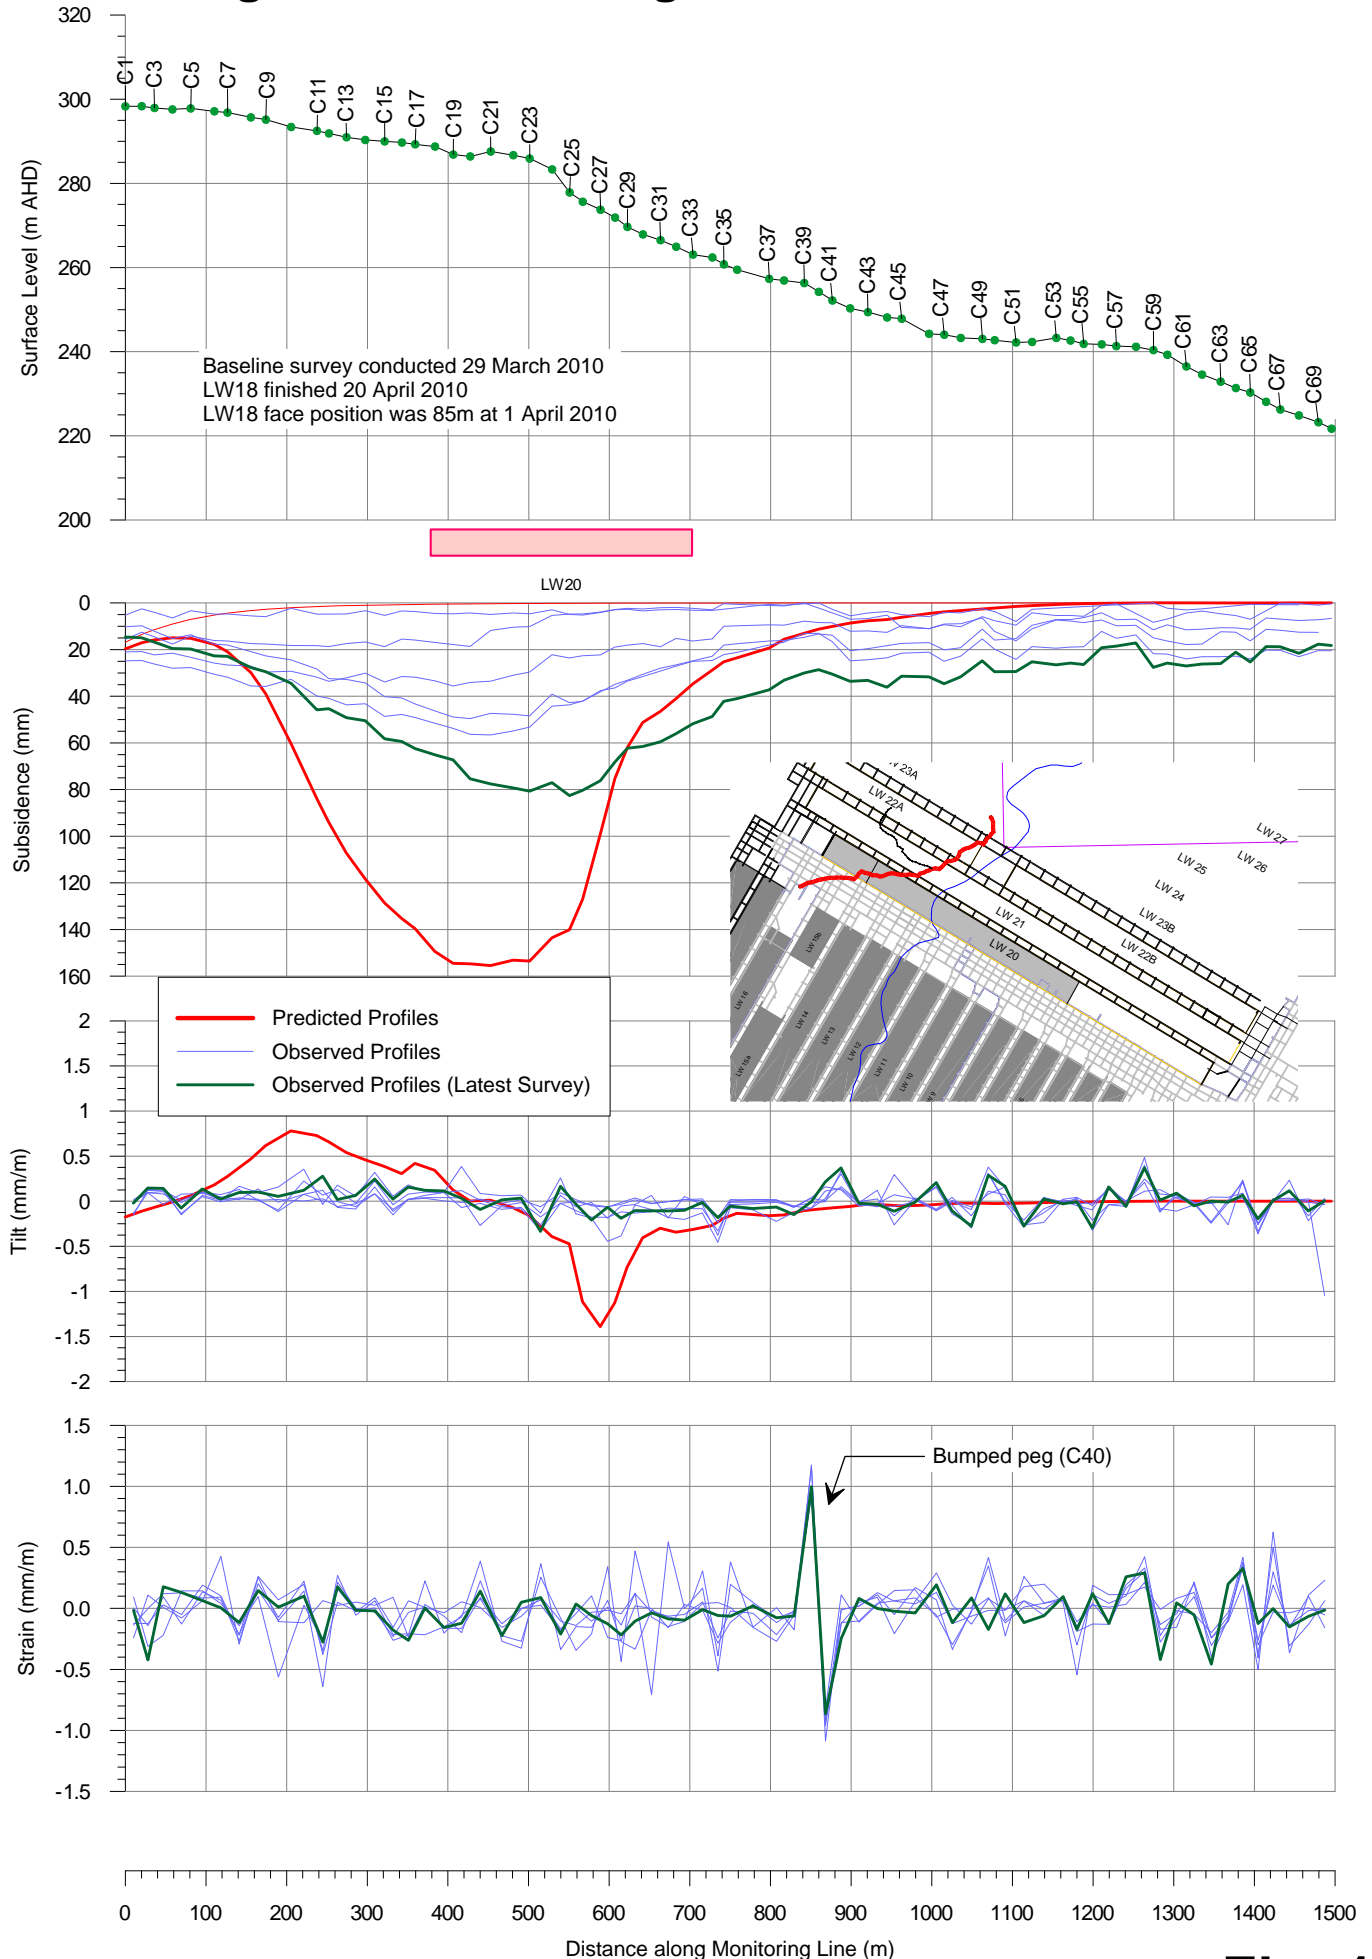 320
300
280
260
240
220
200
Surface Level (m AHD)
C1 C3 C5 C7 C9 C11 C13 C15 C17 C19 C21 C23 C25 C27 C29 C31 C33 C35 C37 C39 C41 C43 C45 C47 C49 C51 C53 C55 C57 C59 C61 C63 C65 C67 C69
Baseline survey conducted 29 March 2010
LW18 finished 20 April 2010
LW18 face position was 85m at 1 April 2010
LW20
0
20
40
60
80
100
120
140
160
Subsidence (mm)
23A
LW 22A
LW 27
LW 26
LW 25
LW 24
LW 23B
LW 22B
LW 21
LW 20
LW 15b
LW 16
LW 14
LW 13
LW 12
LW 11
LW 10
LW 15a
Predicted Profiles
Observed Profiles
Observed Profiles (Latest Survey)
2
1.5
1
0.5
0
-0.5
-1
-1.5
-2
Tilt (mm/m)
1.5
1.0
0.5
0.0
-0.5
-1.0
-1.5
Strain (mm/m)
Bumped peg (C40)
0 100 200 300 400 500 600 700 800 900 1000 1100 1200 1300 1400 1500
Distance along Monitoring Line (m)